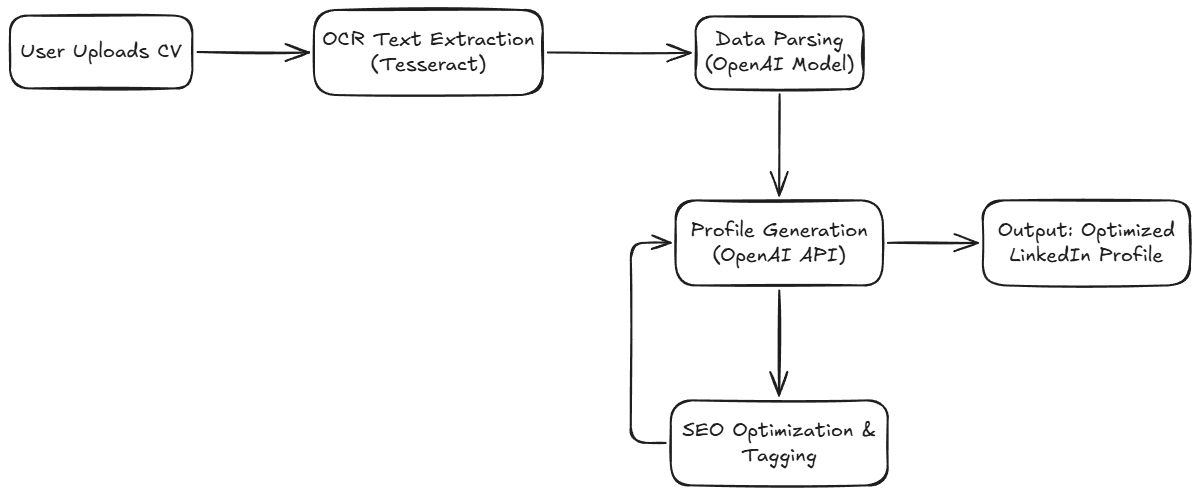 User Uploads CV
OCR Text Extraction
(Tesseract)
Data Parsing
(OpenAI Model)
Profile Generation
(OpenAI API)
Output: Optimized
LinkedIn Profile
SEO Optimization &
Tagging